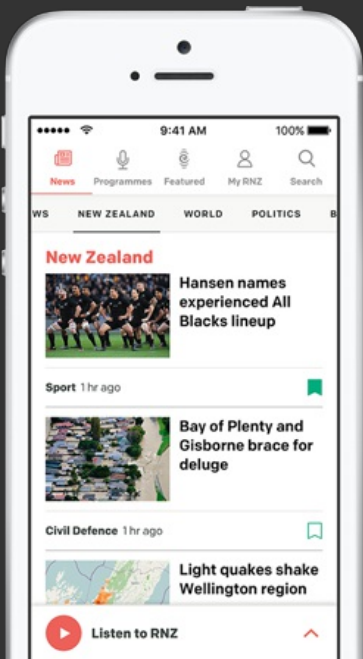 9:41 AM
100%
News
Programmes
Featured
My RNZ
Search
WS
NEW ZEALAND
WORLD
POLITICS
B
New Zealand
Hansen names
experienced All
Blacks lineup
Sport 1 hr ago
Bay of Plenty and
Gisborne brace for
deluge
Civil Defence 1 hr ago
Light quakes shake
Wellington region
Listen to RNZ